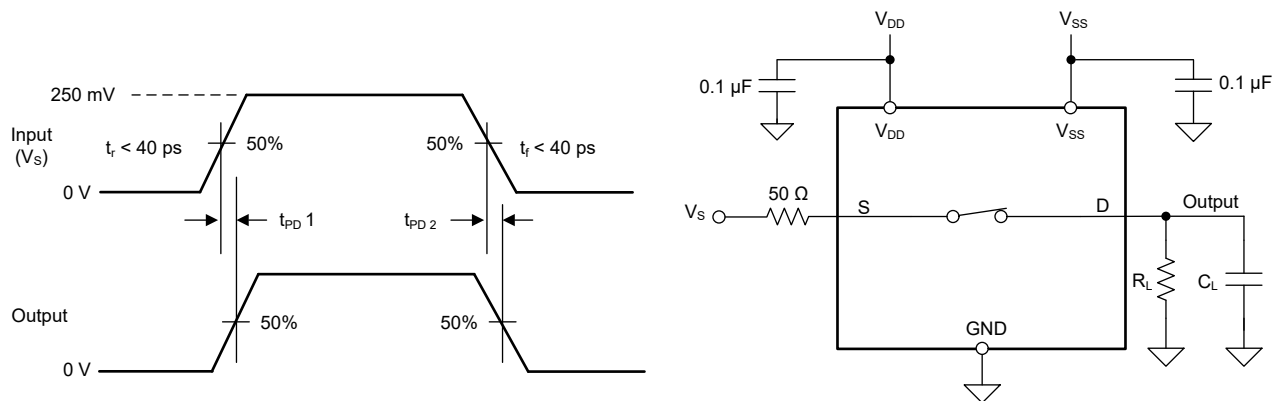 250 mV
Input
(VS)
tr < 40 ps
50%
50%
tf < 40 ps
0 V
tPD 1
tPD 2
Output
50%
50%
0 V
VDD
VSS
0.1 µF
0.1 µF
VDD
VSS
50 Ω
VS
S
D
Output
RL
CL
GND